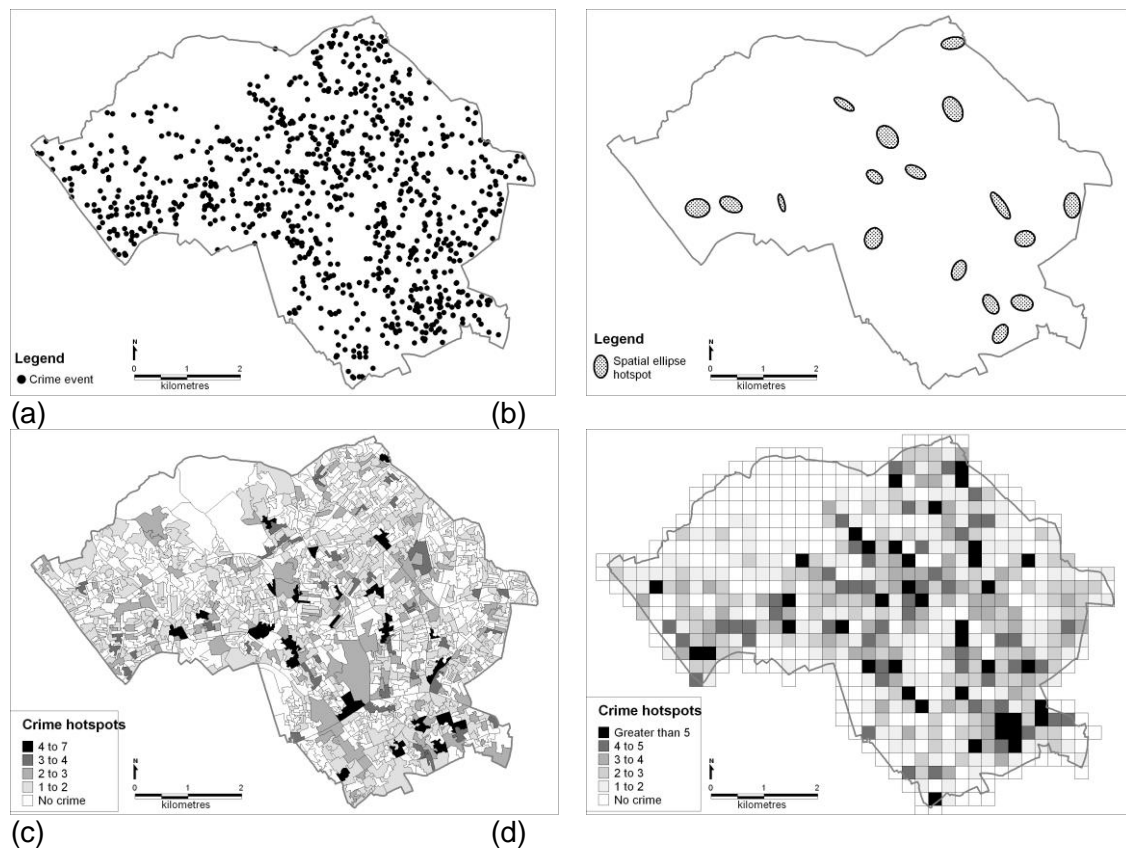 Legend
Crime event
N
0 1 2
kilometres
(a)
Legend
Spatial ellipse
hotspot
N
0 1 2
kilometres
(b)
Crime hotspots
4 to 7
3 to 4
2 to 3
1 to 2
No crime
N
0 1 2
kilometres
(c)
Crime hotspots
Greater than 5
4 to 5
3 to 4
2 to 3
1 to 2
No crime
N
0 1 2
kilometres
(d)